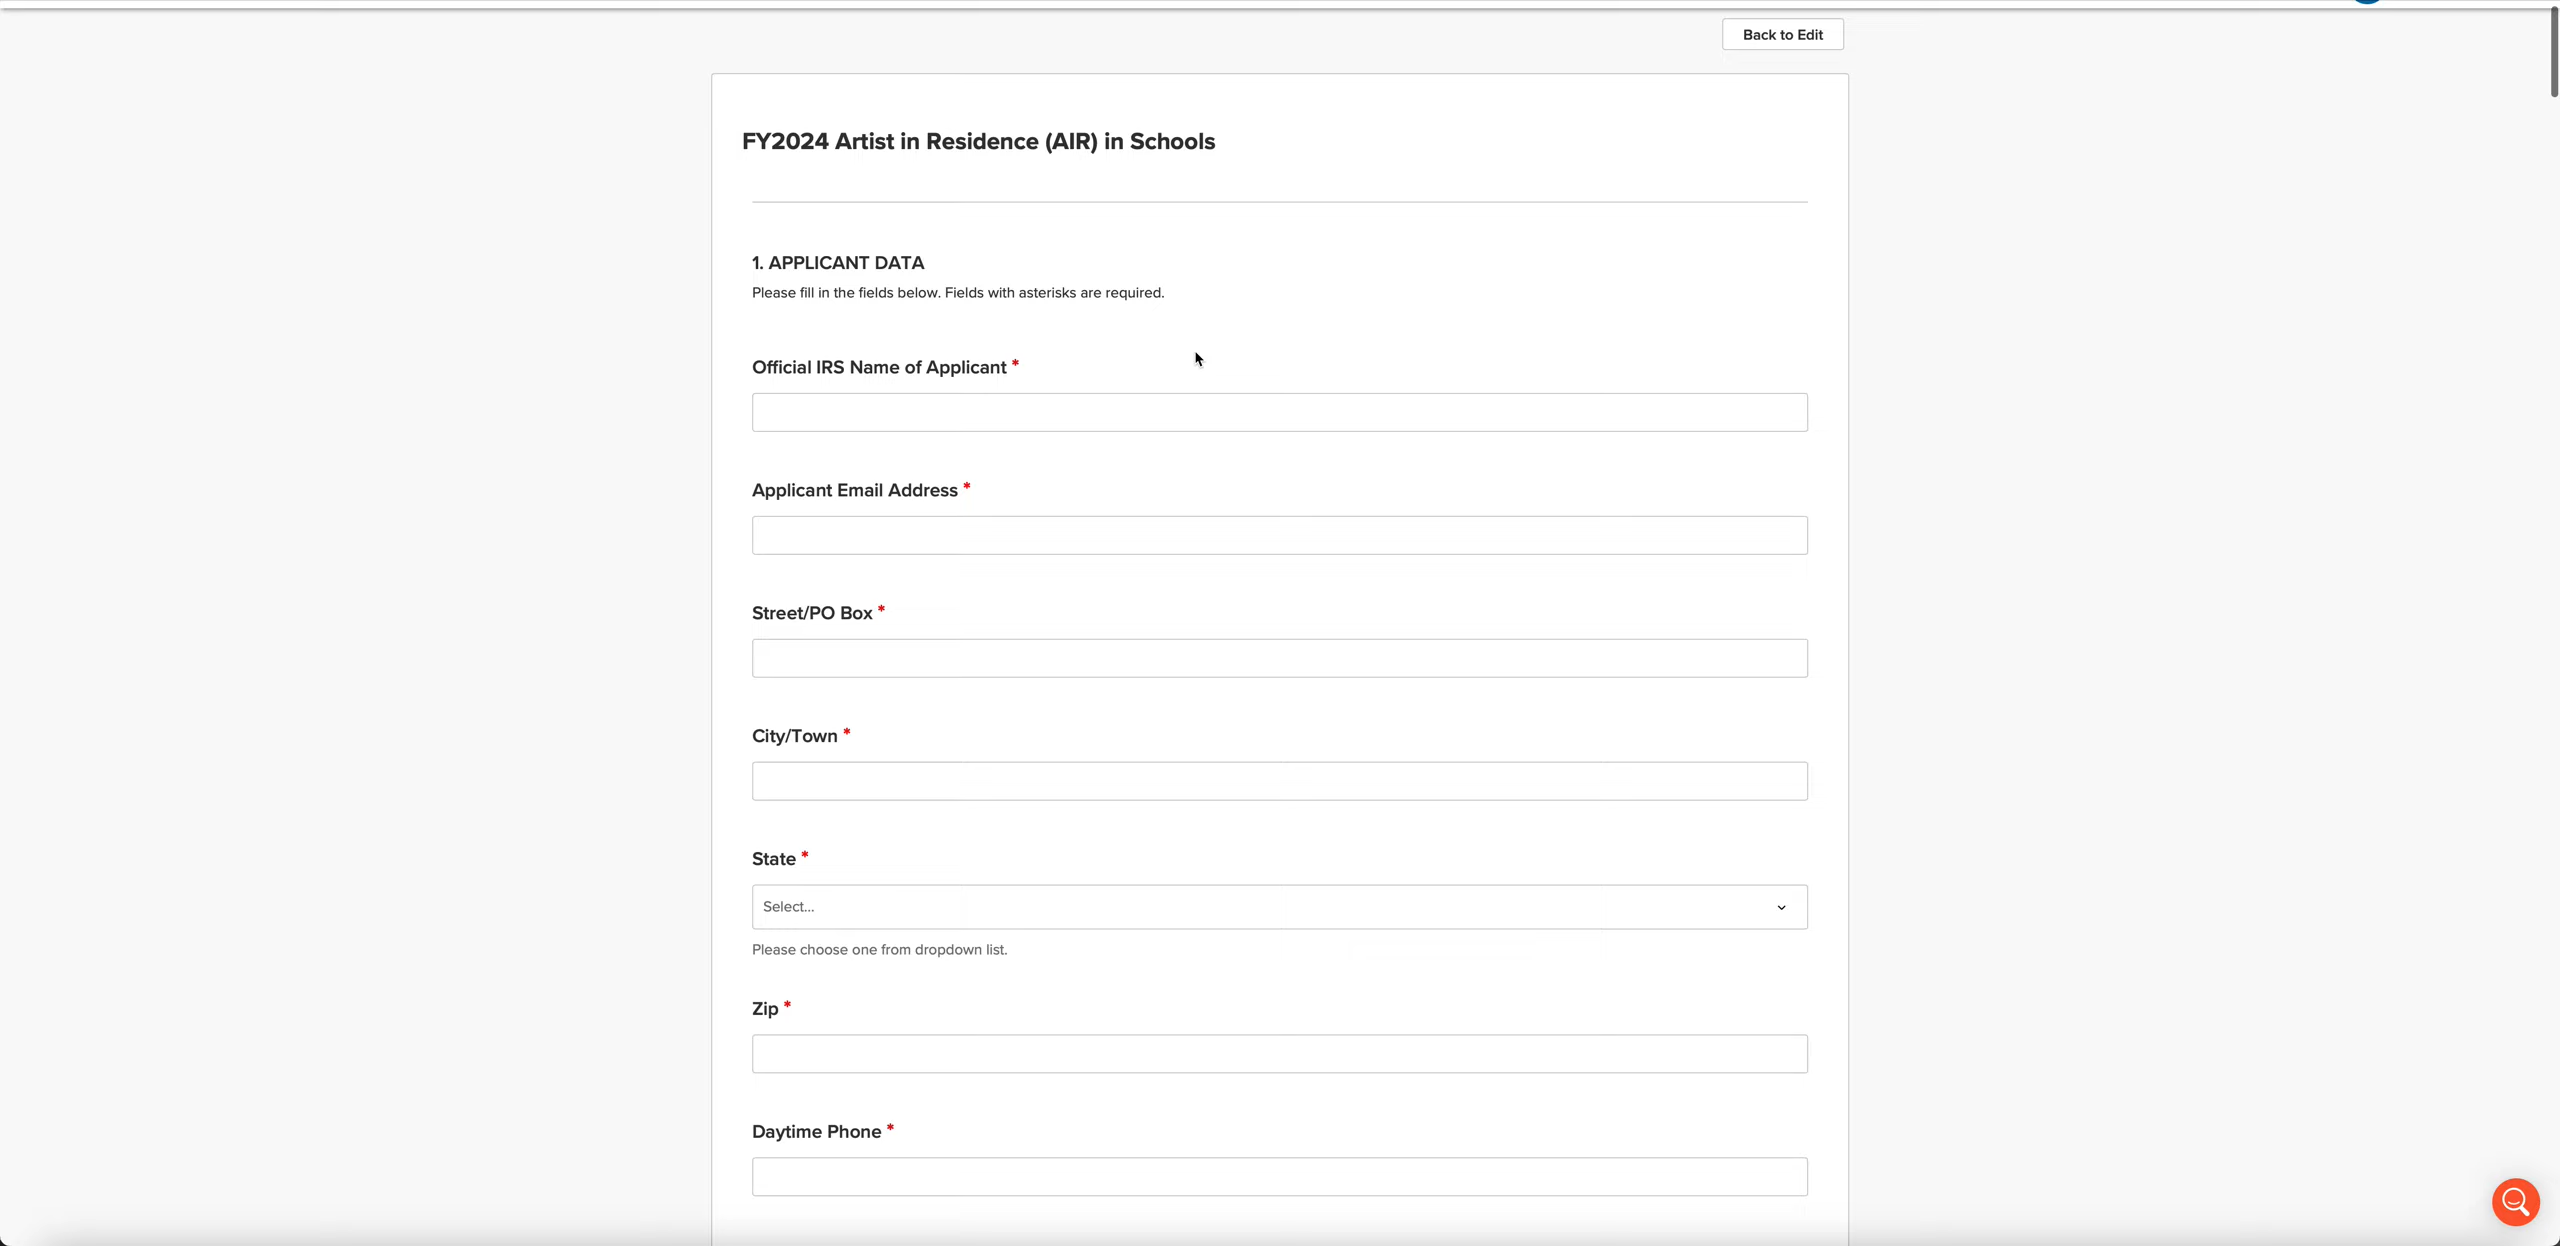 Back to Edit
FY2024 Artist in Residence (AIR) in Schools
1. APPLICANT DATA
Please fill in the fields below. Fields with asterisks are required.
Official IRS Name of Applicant *
Applicant Email Address *
Street/PO Box *
City/Town *
State *
Select...
Please choose one from dropdown list.
Zip *
Daytime Phone *